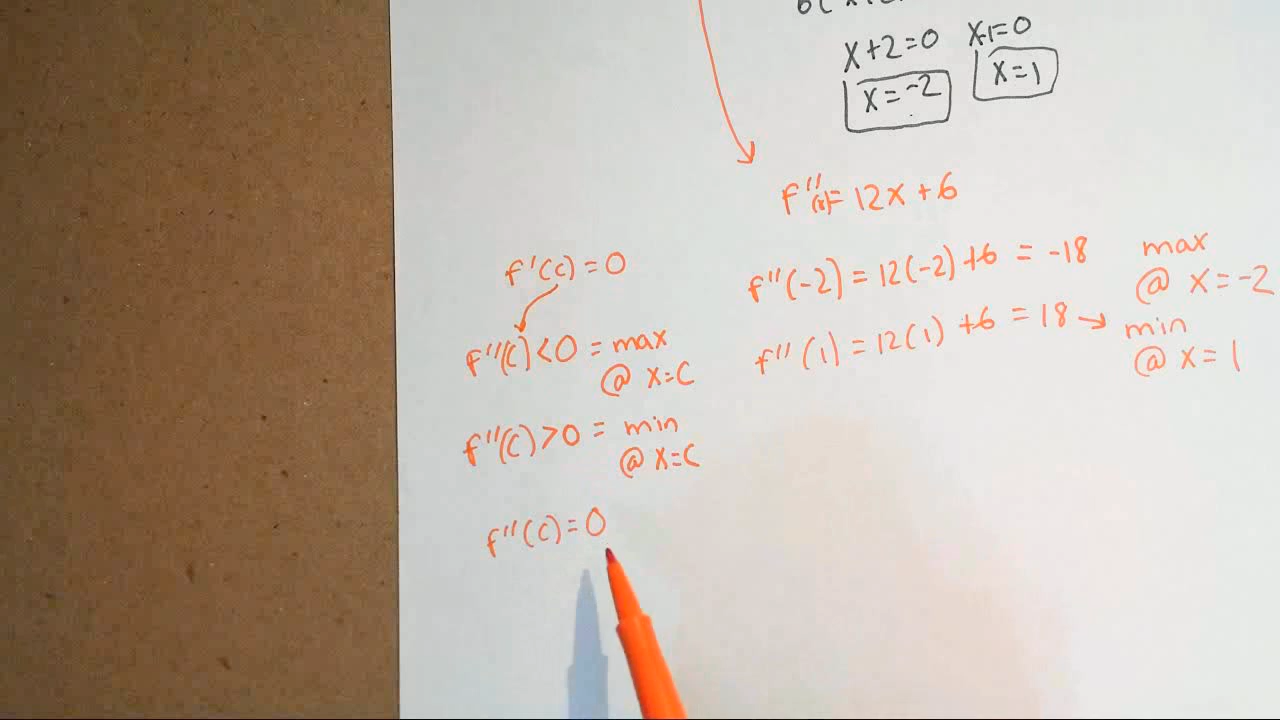 x+2=0 x-1=0
x=-2 x=1
f''(x)=12x+6
f'(c)=0
f''(c)<0 = max
@ x=c
f''(c)>0 = min
@ x=c
f''(c)=0
f''(-2)=12(-2)+6 = -18 max
@ x=-2
f''(1)=12(1)+6 = 18→ min
@ x=1